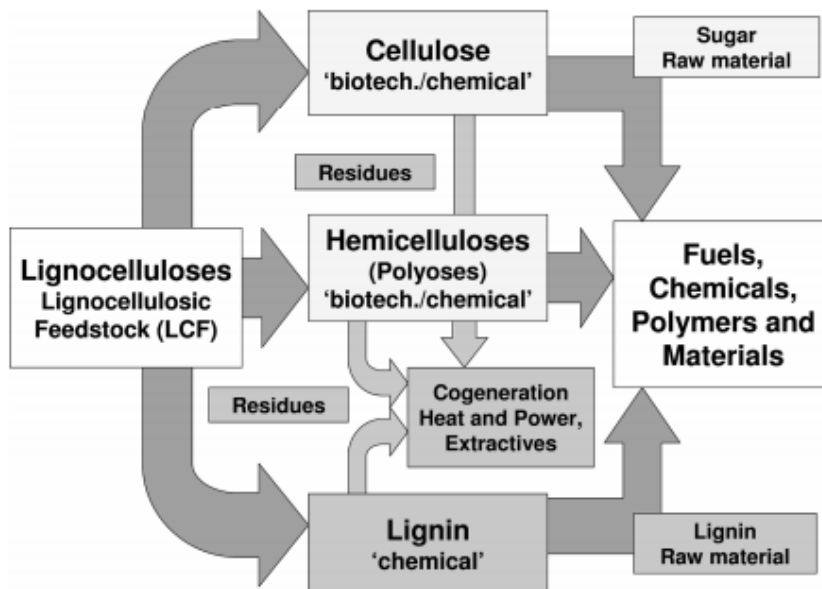 Cellulose
‘biotech./chemical’
Sugar
Raw material
Residues
Lignocelluloses
Lignocellulosic
Feedstock (LCF)
Hemicelluloses
(Polyoses)
‘biotech./chemical’
Fuels,
Chemicals,
Polymers and
Materials
Residues
Cogeneration
Heat and Power,
Extractives
Lignin
‘chemical’
Lignin
Raw material